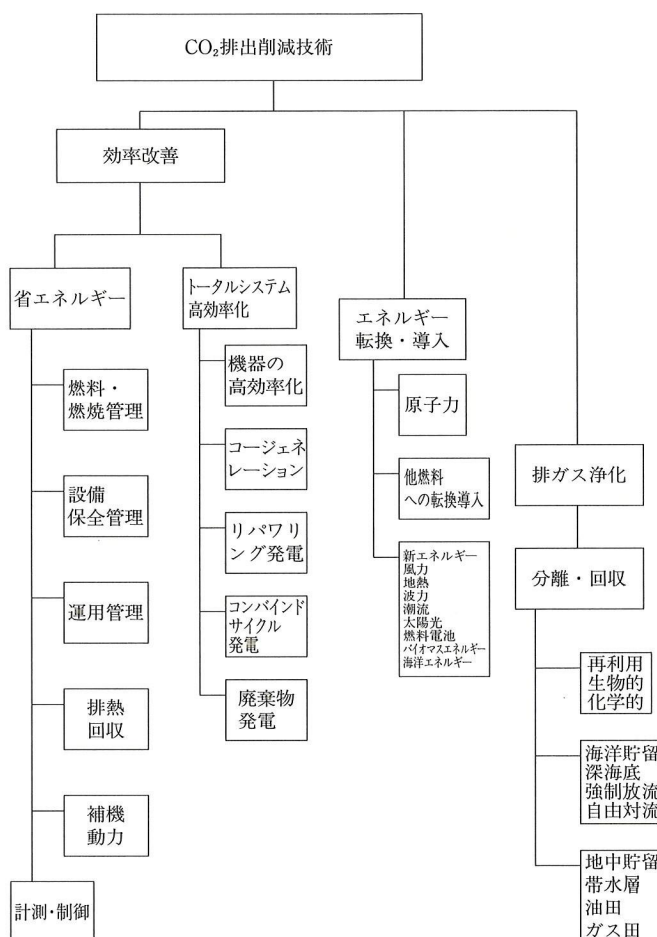 CO₂排出削減技術
効率改善
省エネルギー
燃料・
燃焼管理
設備
保全管理
運用管理
排熱
回収
補機
動力
計測・制御
トータルシステム
高効率化
機器の
高効率化
コージェネ
レーション
リパワリ
ング発電
コンバインド
サイクル
発電
廃棄物
発電
エネルギー
転換・導入
原子力
他燃料
への転換導入
新エネルギー
風力
地熱
波力
潮流
太陽光
燃料電池
バイオマスエネルギー
海洋エネルギー
排ガス浄化
分離・回収
再利用
生物的
化学的
海洋貯留
深海底
強制放流
自由対流
地中貯留
帯水層
油田
ガス田